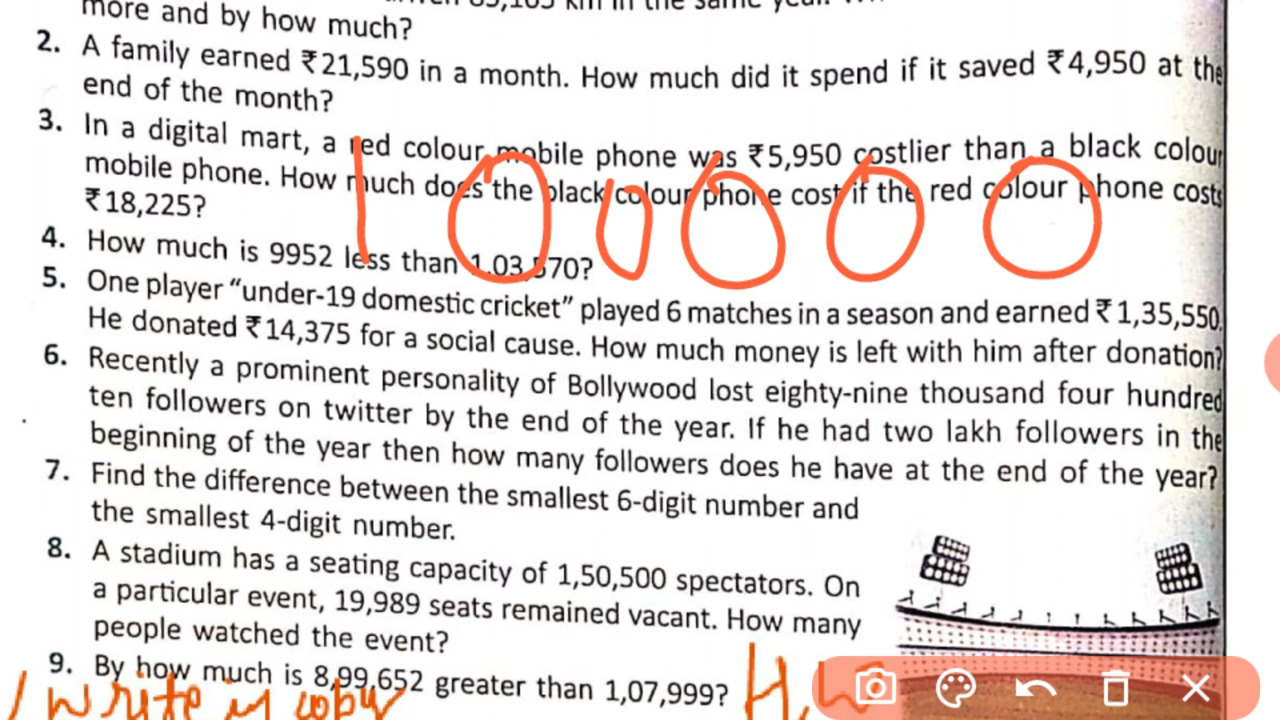 more and by how much?
2. A family earned ₹21,590 in a month. How much did it spend if it saved ₹4,950 at the
end of the month?
3. In a digital mart, a red colour mobile phone was ₹5,950 costlier than a black colour
mobile phone. How much does the black colour phone cost if the red colour phone costs
₹18,225?
100000
4. How much is 9952 less than 1,03,570?
5. One player “under-19 domestic cricket” played 6 matches in a season and earned ₹1,35,550.
He donated ₹14,375 for a social cause. How much money is left with him after donation?
6. Recently a prominent personality of Bollywood lost eighty-nine thousand four hundred
ten followers on twitter by the end of the year. If he had two lakh followers in the
beginning of the year then how many followers does he have at the end of the year?
7. Find the difference between the smallest 6-digit number and
the smallest 4-digit number.
8. A stadium has a seating capacity of 1,50,500 spectators. On
a particular event, 19,989 seats remained vacant. How many
people watched the event?
9. By how much is 8,99,652 greater than 1,07,999?
write in copy H.W